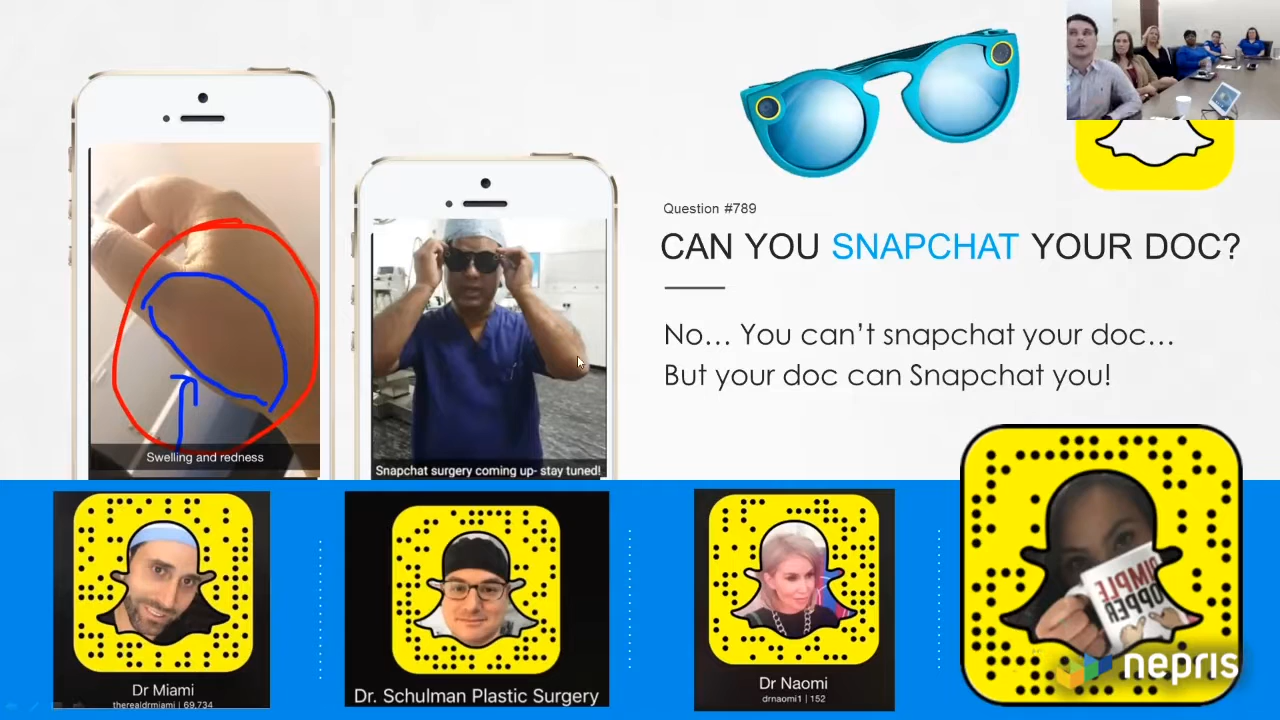 Question #789
CAN YOU SNAPCHAT YOUR DOC?
No... You can't snapchat your doc...
But your doc can Snapchat you!
Swelling and redness
Snapchat surgery coming up- stay tuned!
Dr Miami
therealdrmiami | 69,734
Dr. Schulman Plastic Surgery
Dr Naomi
drnaomi1 | 152
PIMPLE
POPPER
nepris